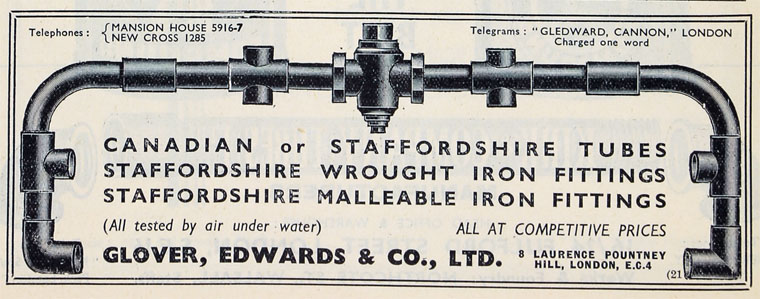 Telephones : { MANSION HOUSE 5916-7
NEW CROSS 1285
Telegrams : "GLEDWARD, CANNON," LONDON
Charged one word
CANADIAN or STAFFORDSHIRE TUBES
STAFFORDSHIRE WROUGHT IRON FITTINGS
STAFFORDSHIRE MALLEABLE IRON FITTINGS
(All tested by air under water)
ALL AT COMPETITIVE PRICES
GLOVER, EDWARDS & CO., LTD.
8 LAURENCE POUNTNEY
HILL, LONDON, E.C.4
(21